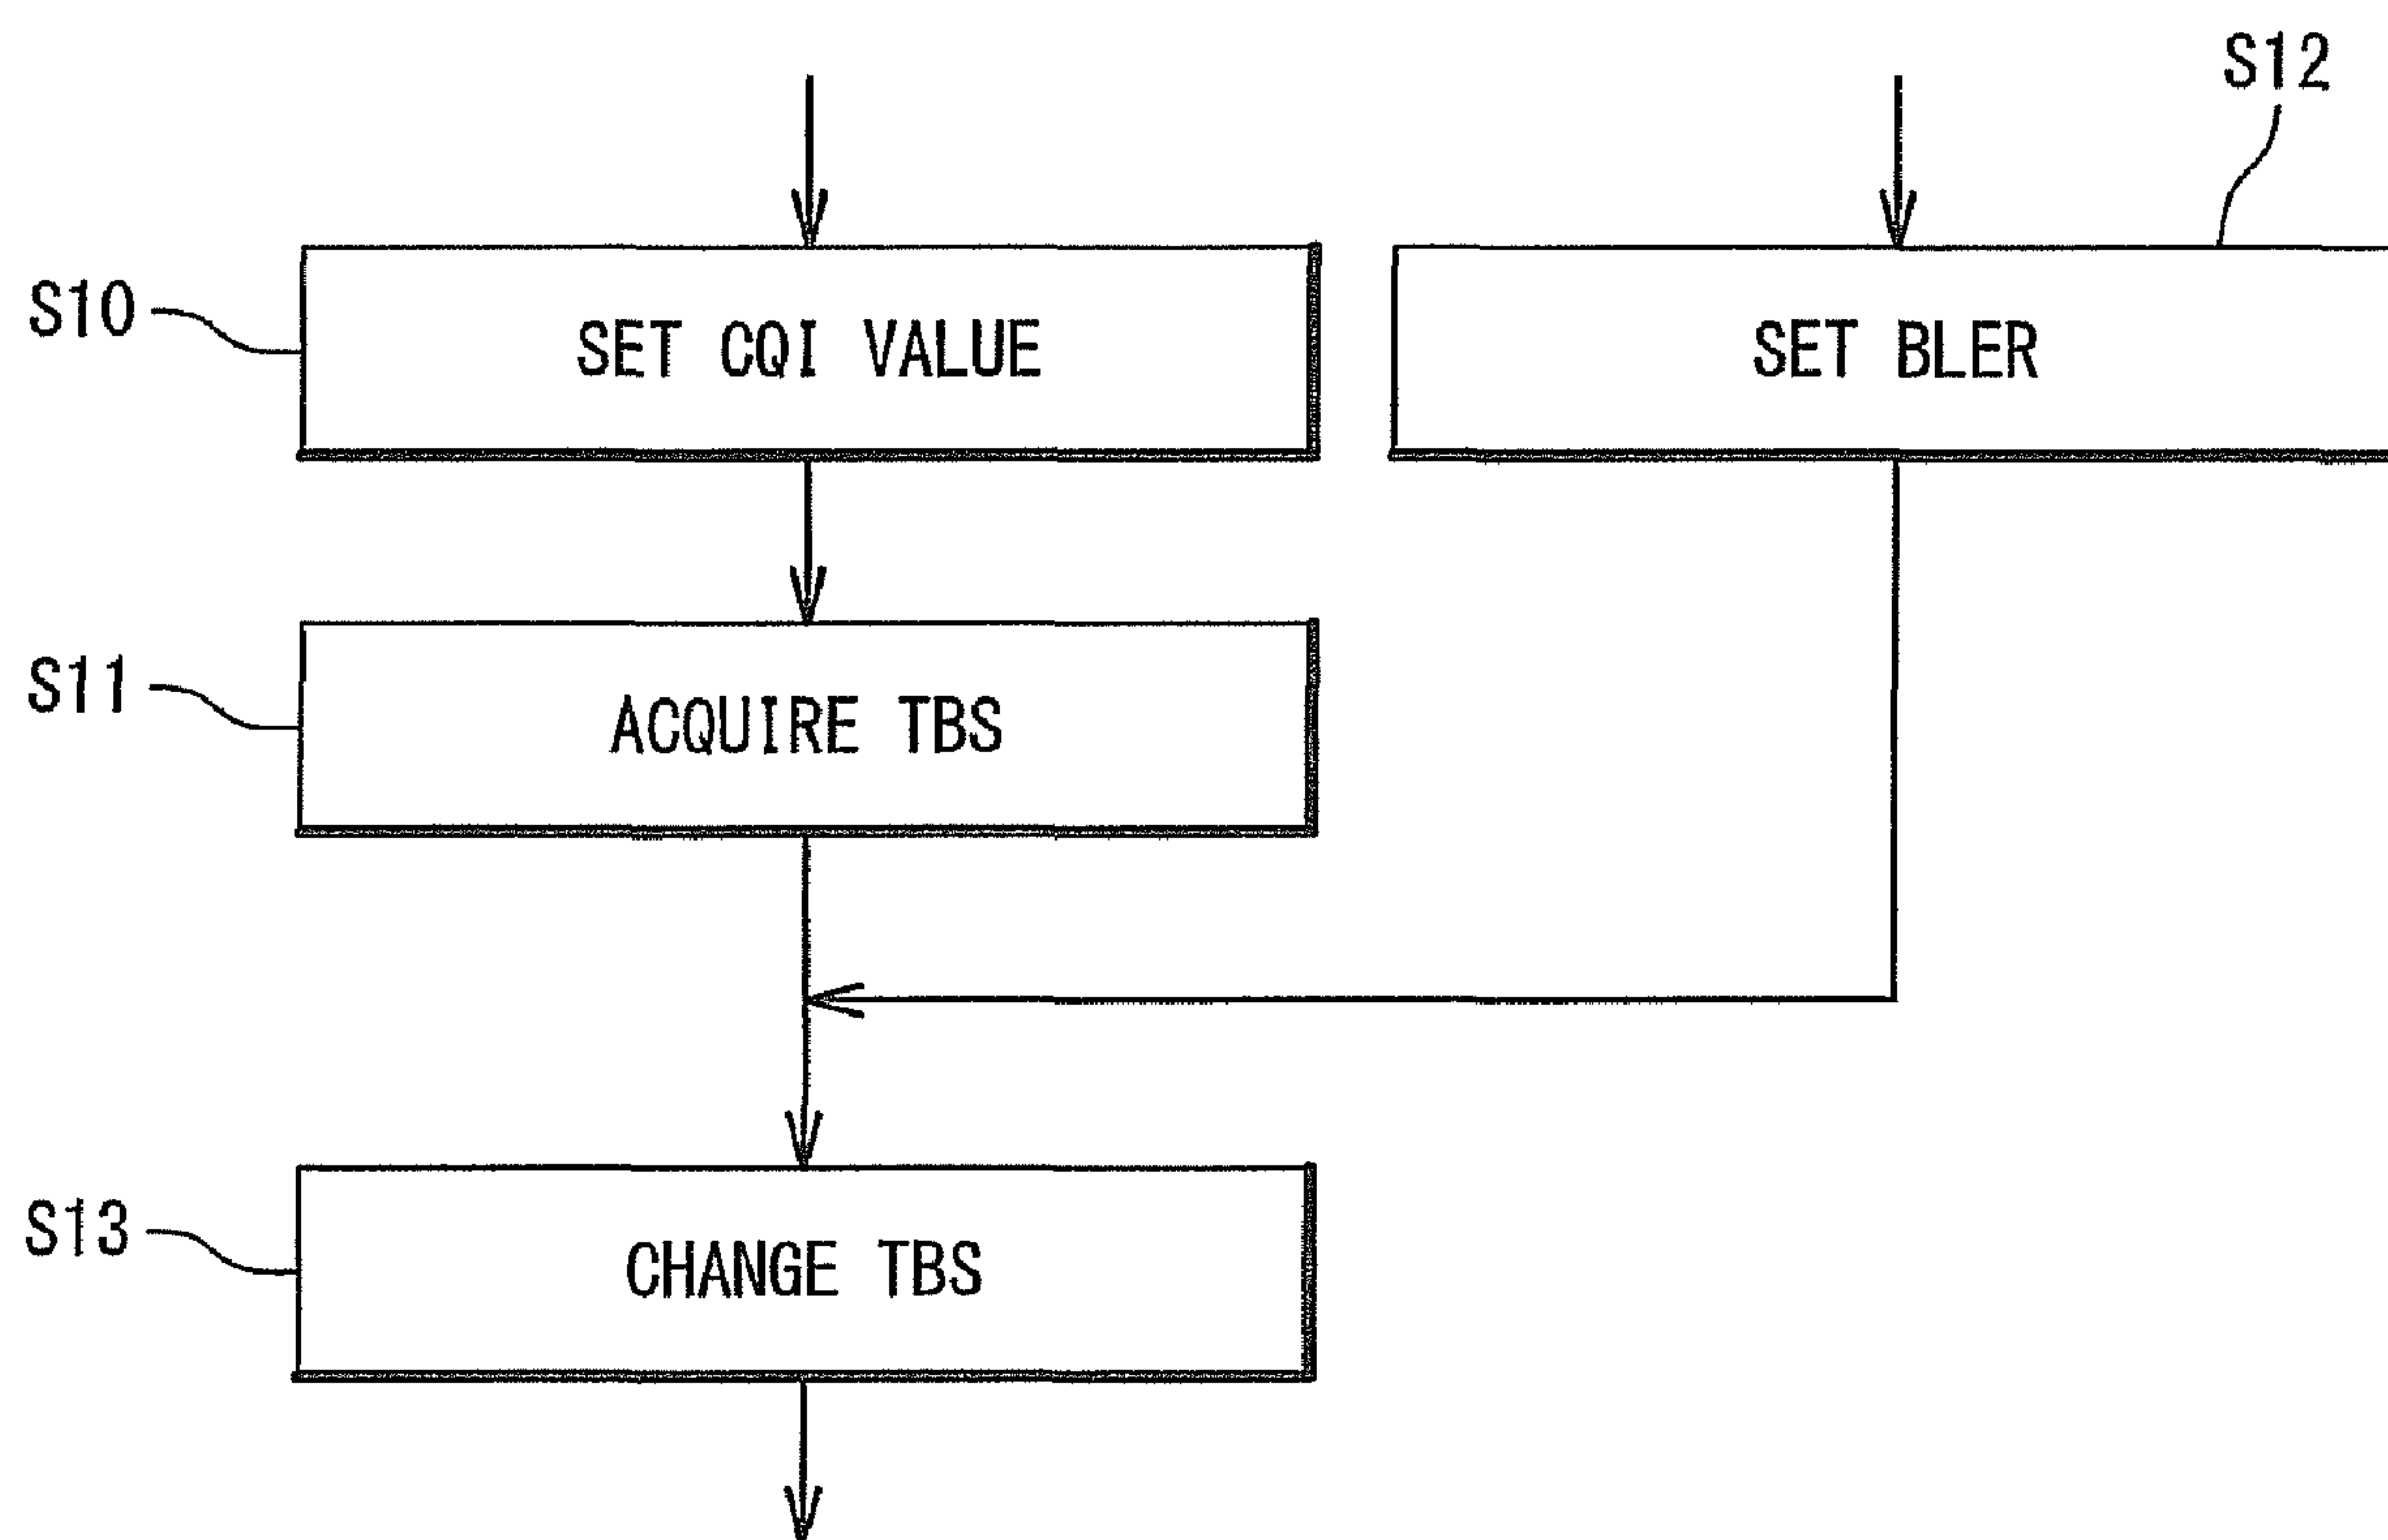 S12
S10
SET CQI VALUE
SET BLER
S11
ACQUIRE TBS
S13
CHANGE TBS